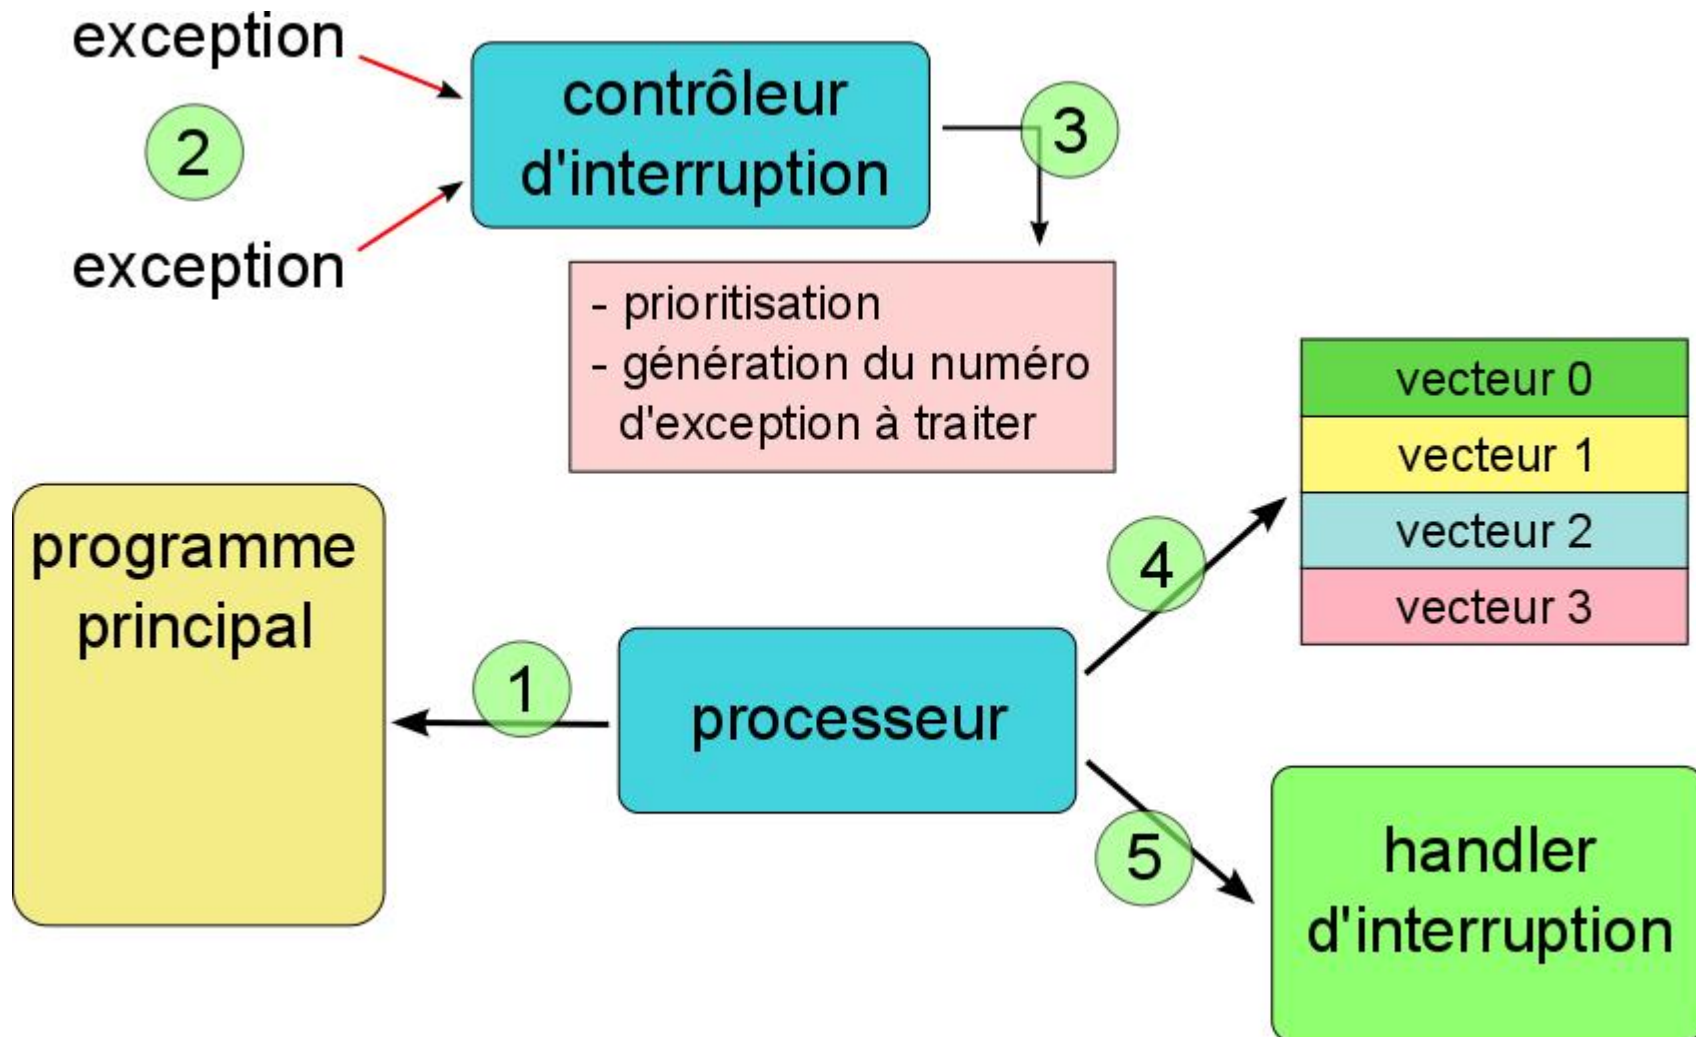 exception
2
exception
contrôleur
d'interruption
3
- prioritisation
- génération du numéro
d'exception à traiter
vecteur 0
vecteur 1
vecteur 2
vecteur 3
programme
principal
1
processeur
4
5
handler
d'interruption